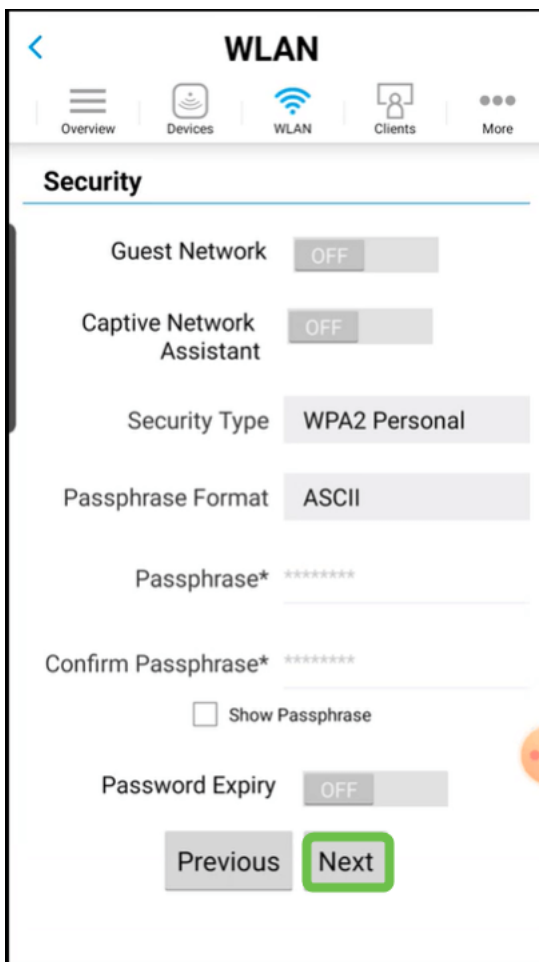 WLAN
Overview Devices WLAN Clients More
Security
Guest Network OFF
Captive Network
Assistant OFF
Security Type WPA2 Personal
Passphrase Format ASCII
Passphrase* ********
Confirm Passphrase* ********
Show Passphrase
Password Expiry OFF
Previous Next